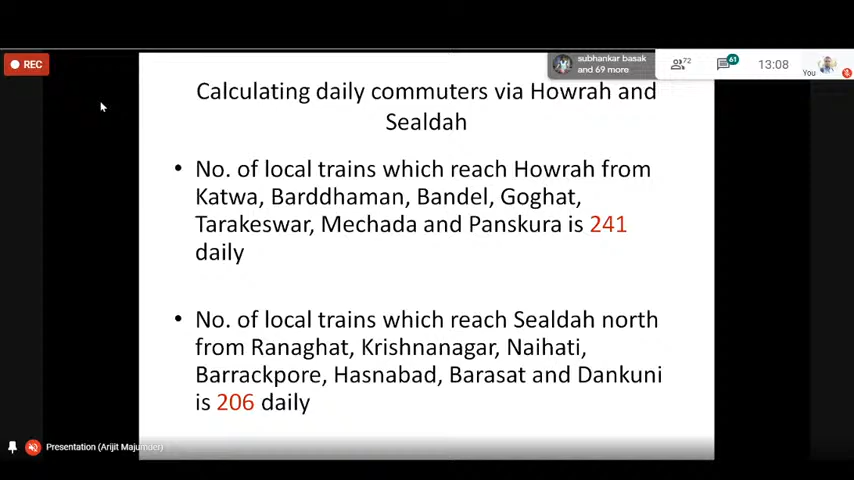 REC
subhankar basak
and 69 more
72
61
13:08
You
Calculating daily commuters via Howrah and
Sealdah
• No. of local trains which reach Howrah from
Katwa, Barddhaman, Bandel, Goghat,
Tarakeswar, Mechada and Panskura is 241
daily
• No. of local trains which reach Sealdah north
from Ranaghat, Krishnanagar, Naihati,
Barrackpore, Hasnabad, Barasat and Dankuni
is 206 daily
Presentation (Arijit Majumder)